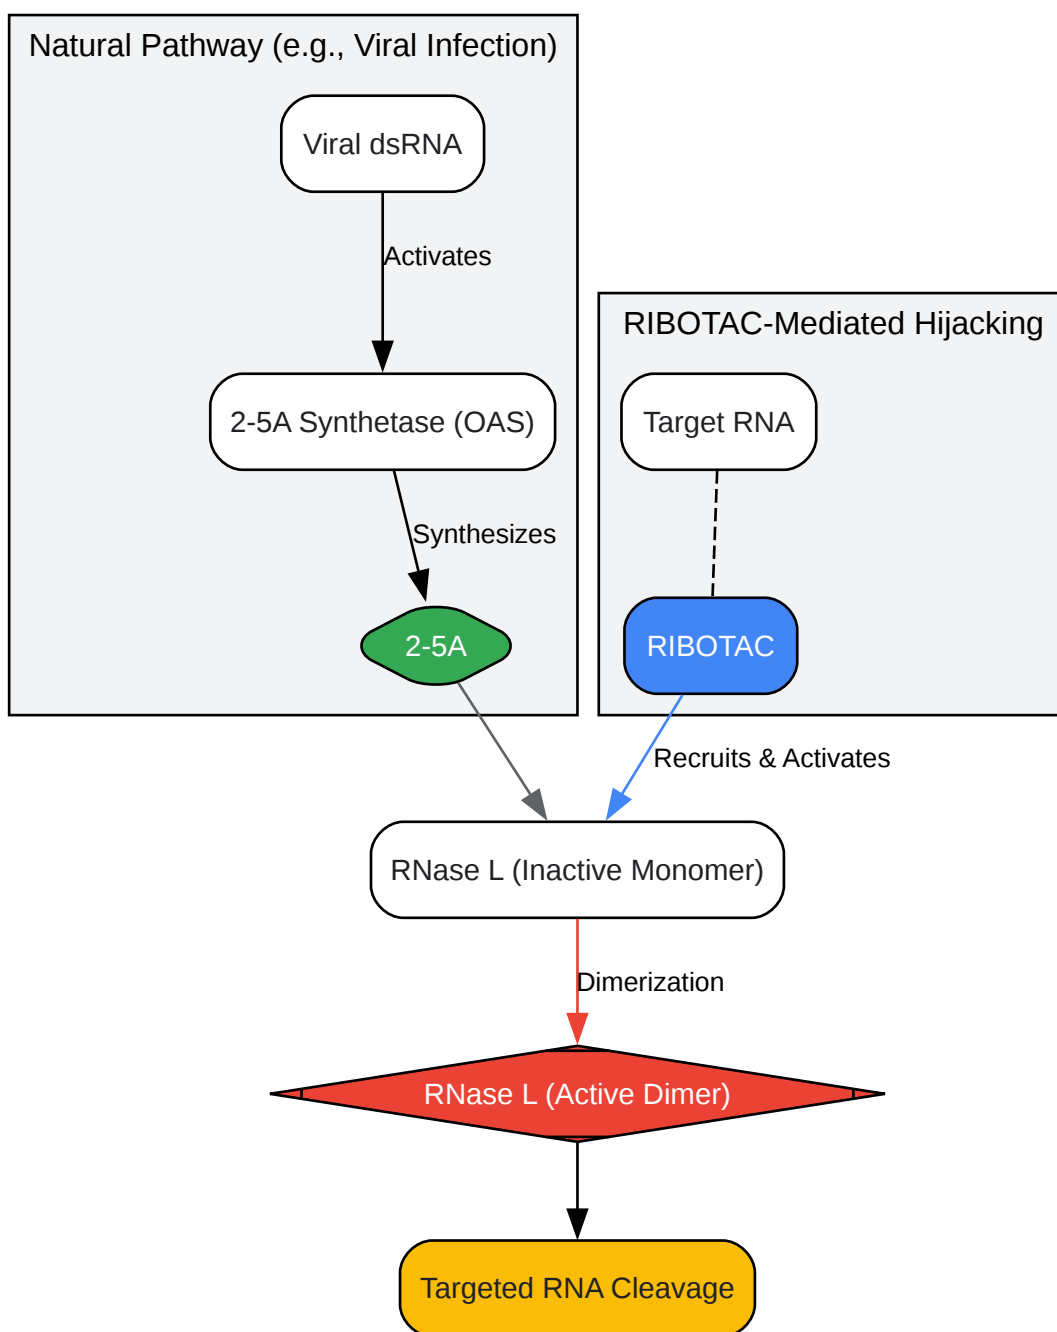 Natural Pathway (e.g., Viral Infection)
Viral dsRNA
Activates
2-5A Synthetase (OAS)
Synthesizes
2-5A
RIBOTAC-Mediated Hijacking
Target RNA
RIBOTAC
Recruits & Activates
RNase L (Inactive Monomer)
Dimerization
RNase L (Active Dimer)
Targeted RNA Cleavage